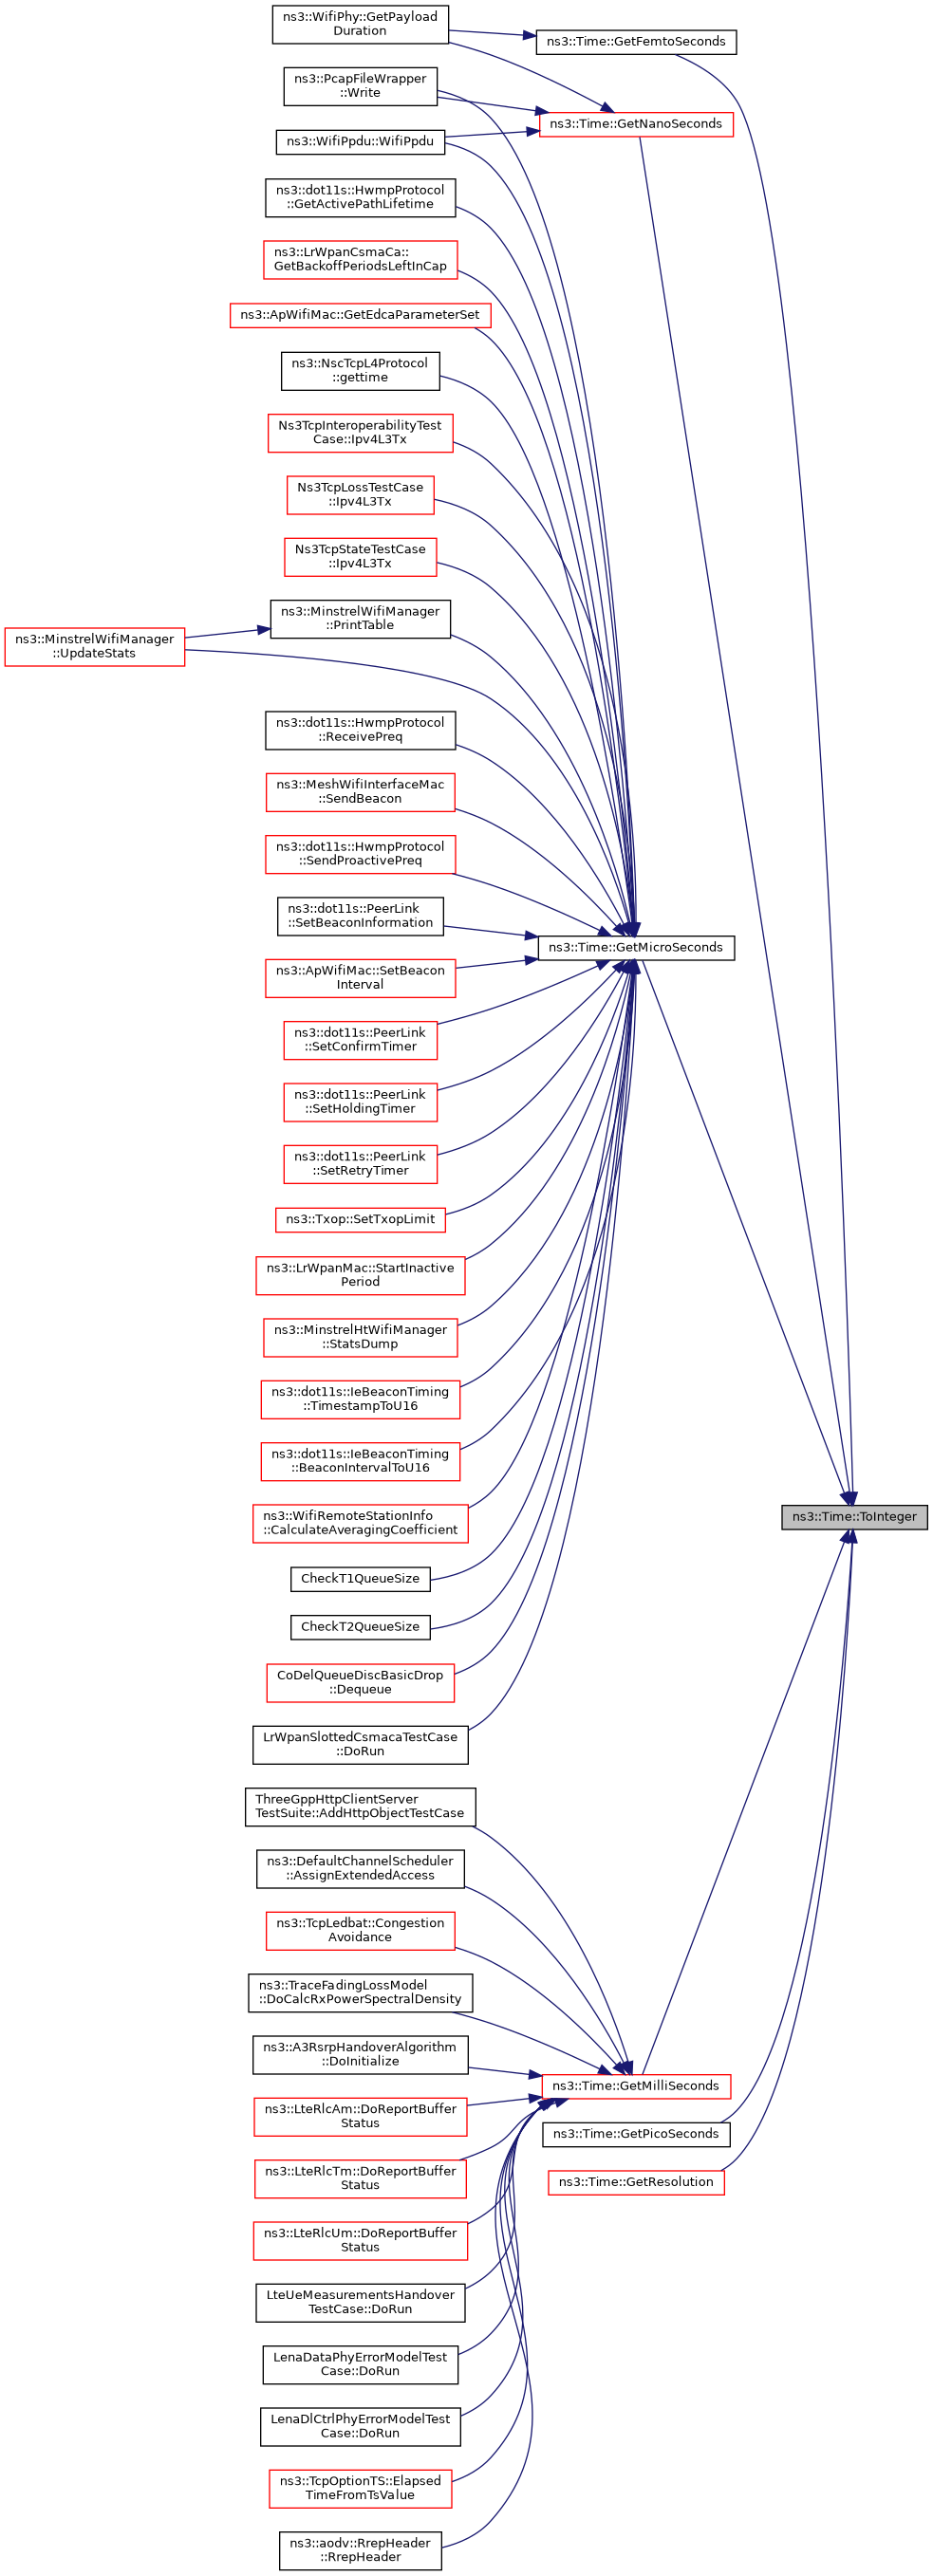 ns3::WifiPhy::GetPayload
Duration
ns3::Time::GetFemtoSeconds
ns3::PcapFileWrapper
::Write
ns3::Time::GetNanoSeconds
ns3::WifiPpdu::WifiPpdu
ns3::dot11s::HwmpProtocol
::GetActivePathLifetime
ns3::LrWpanCsmaCa::
GetBackoffPeriodsLeftInCap
ns3::ApWifiMac::GetEdcaParameterSet
ns3::NscTcpL4Protocol
::gettime
Ns3TcpInteroperabilityTest
Case::Ipv4L3Tx
Ns3TcpLossTestCase
::Ipv4L3Tx
Ns3TcpStateTestCase
::Ipv4L3Tx
ns3::MinstrelWifiManager
::PrintTable
ns3::MinstrelWifiManager
::UpdateStats
ns3::dot11s::HwmpProtocol
::ReceivePreq
ns3::MeshWifiInterfaceMac
::SendBeacon
ns3::dot11s::HwmpProtocol
::SendProactivePreq
ns3::dot11s::PeerLink
::SetBeaconInformation
ns3::Time::GetMicroSeconds
ns3::ApWifiMac::SetBeacon
Interval
ns3::dot11s::PeerLink
::SetConfirmTimer
ns3::dot11s::PeerLink
::SetHoldingTimer
ns3::dot11s::PeerLink
::SetRetryTimer
ns3::Txop::SetTxopLimit
ns3::LrWpanMac::StartInactive
Period
ns3::MinstrelHtWifiManager
::StatsDump
ns3::dot11s::IeBeaconTiming
::TimestampToU16
ns3::dot11s::IeBeaconTiming
::BeaconIntervalToU16
ns3::WifiRemoteStationInfo
::CalculateAveragingCoefficient
ns3::Time::ToInteger
CheckT1QueueSize
CheckT2QueueSize
CoDelQueueDiscBasicDrop
::Dequeue
LrWpanSlottedCsmacaTestCase
::DoRun
ThreeGppHttpClientServer
TestSuite::AddHttpObjectTestCase
ns3::DefaultChannelScheduler
::AssignExtendedAccess
ns3::TcpLedbat::Congestion
Avoidance
ns3::TraceFadingLossModel
::DoCalcRxPowerSpectralDensity
ns3::A3RsrpHandoverAlgorithm
::DoInitialize
ns3::Time::GetMilliSeconds
ns3::LteRlcAm::DoReportBuffer
Status
ns3::Time::GetPicoSeconds
ns3::LteRlcTm::DoReportBuffer
Status
ns3::Time::GetResolution
ns3::LteRlcUm::DoReportBuffer
Status
LteUeMeasurementsHandover
TestCase::DoRun
LenaDataPhyErrorModelTest
Case::DoRun
LenaDlCtrlPhyErrorModelTest
Case::DoRun
ns3::TcpOptionTS::Elapsed
TimeFromTsValue
ns3::aodv::RrepHeader
::RrepHeader